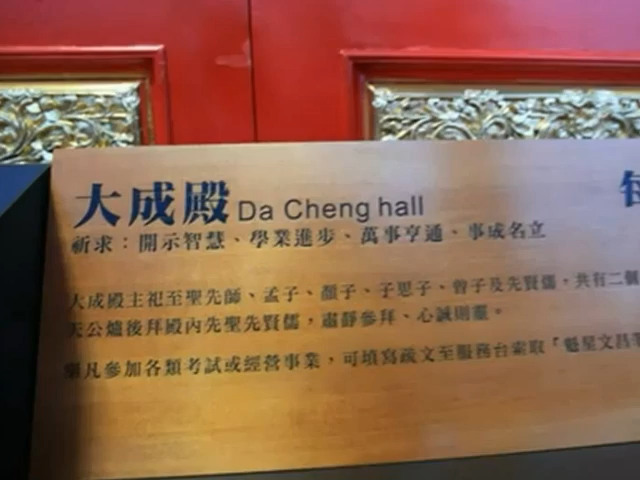 大成殿 Da Cheng hall
祈求：開示智慧、學業進步、萬事亨通、事成名立
大成殿主祀至聖先師、孟子、顏子、子思子、曾子及先賢儒，共有二個
天公爐後拜殿內先聖先賢儒，肅靜參拜、心誠則靈。
凡參加各類考試或經營事業，可填寫疏文至服務台索取「魁星文昌筆